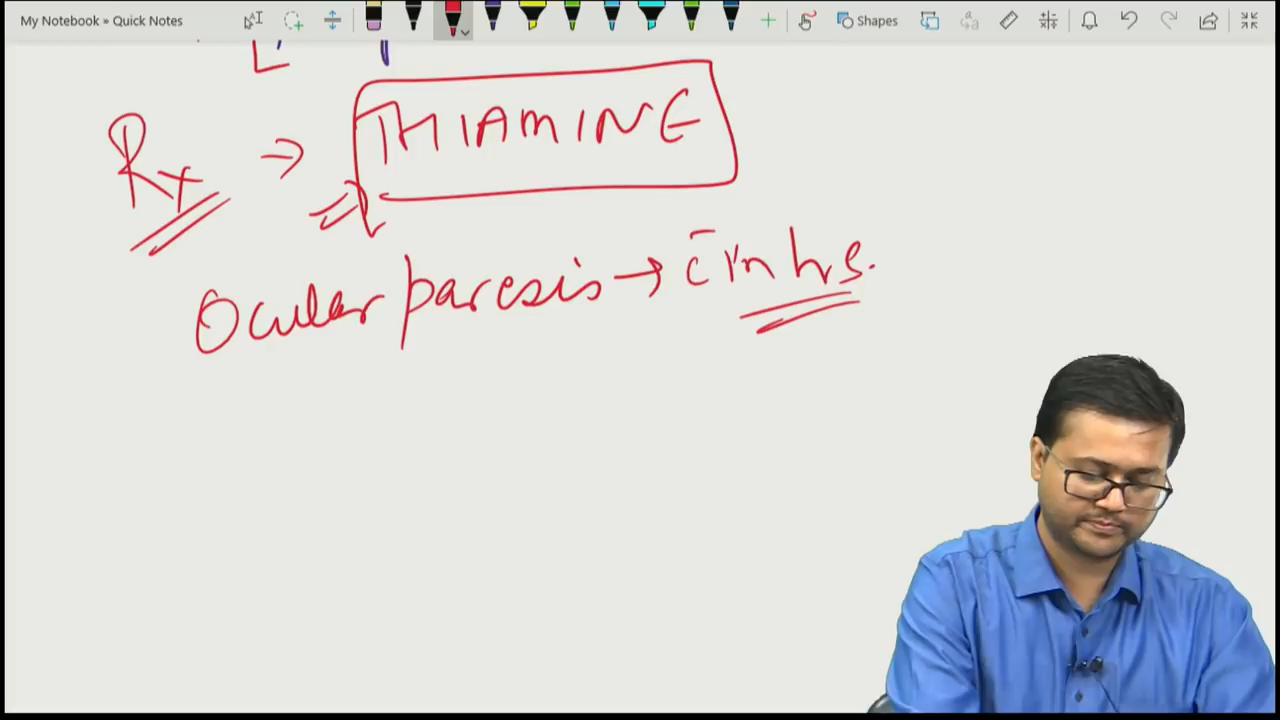 My Notebook » Quick Notes
Shapes
Rx → THIAMINE
Ocular paresis → c̄in hrs.